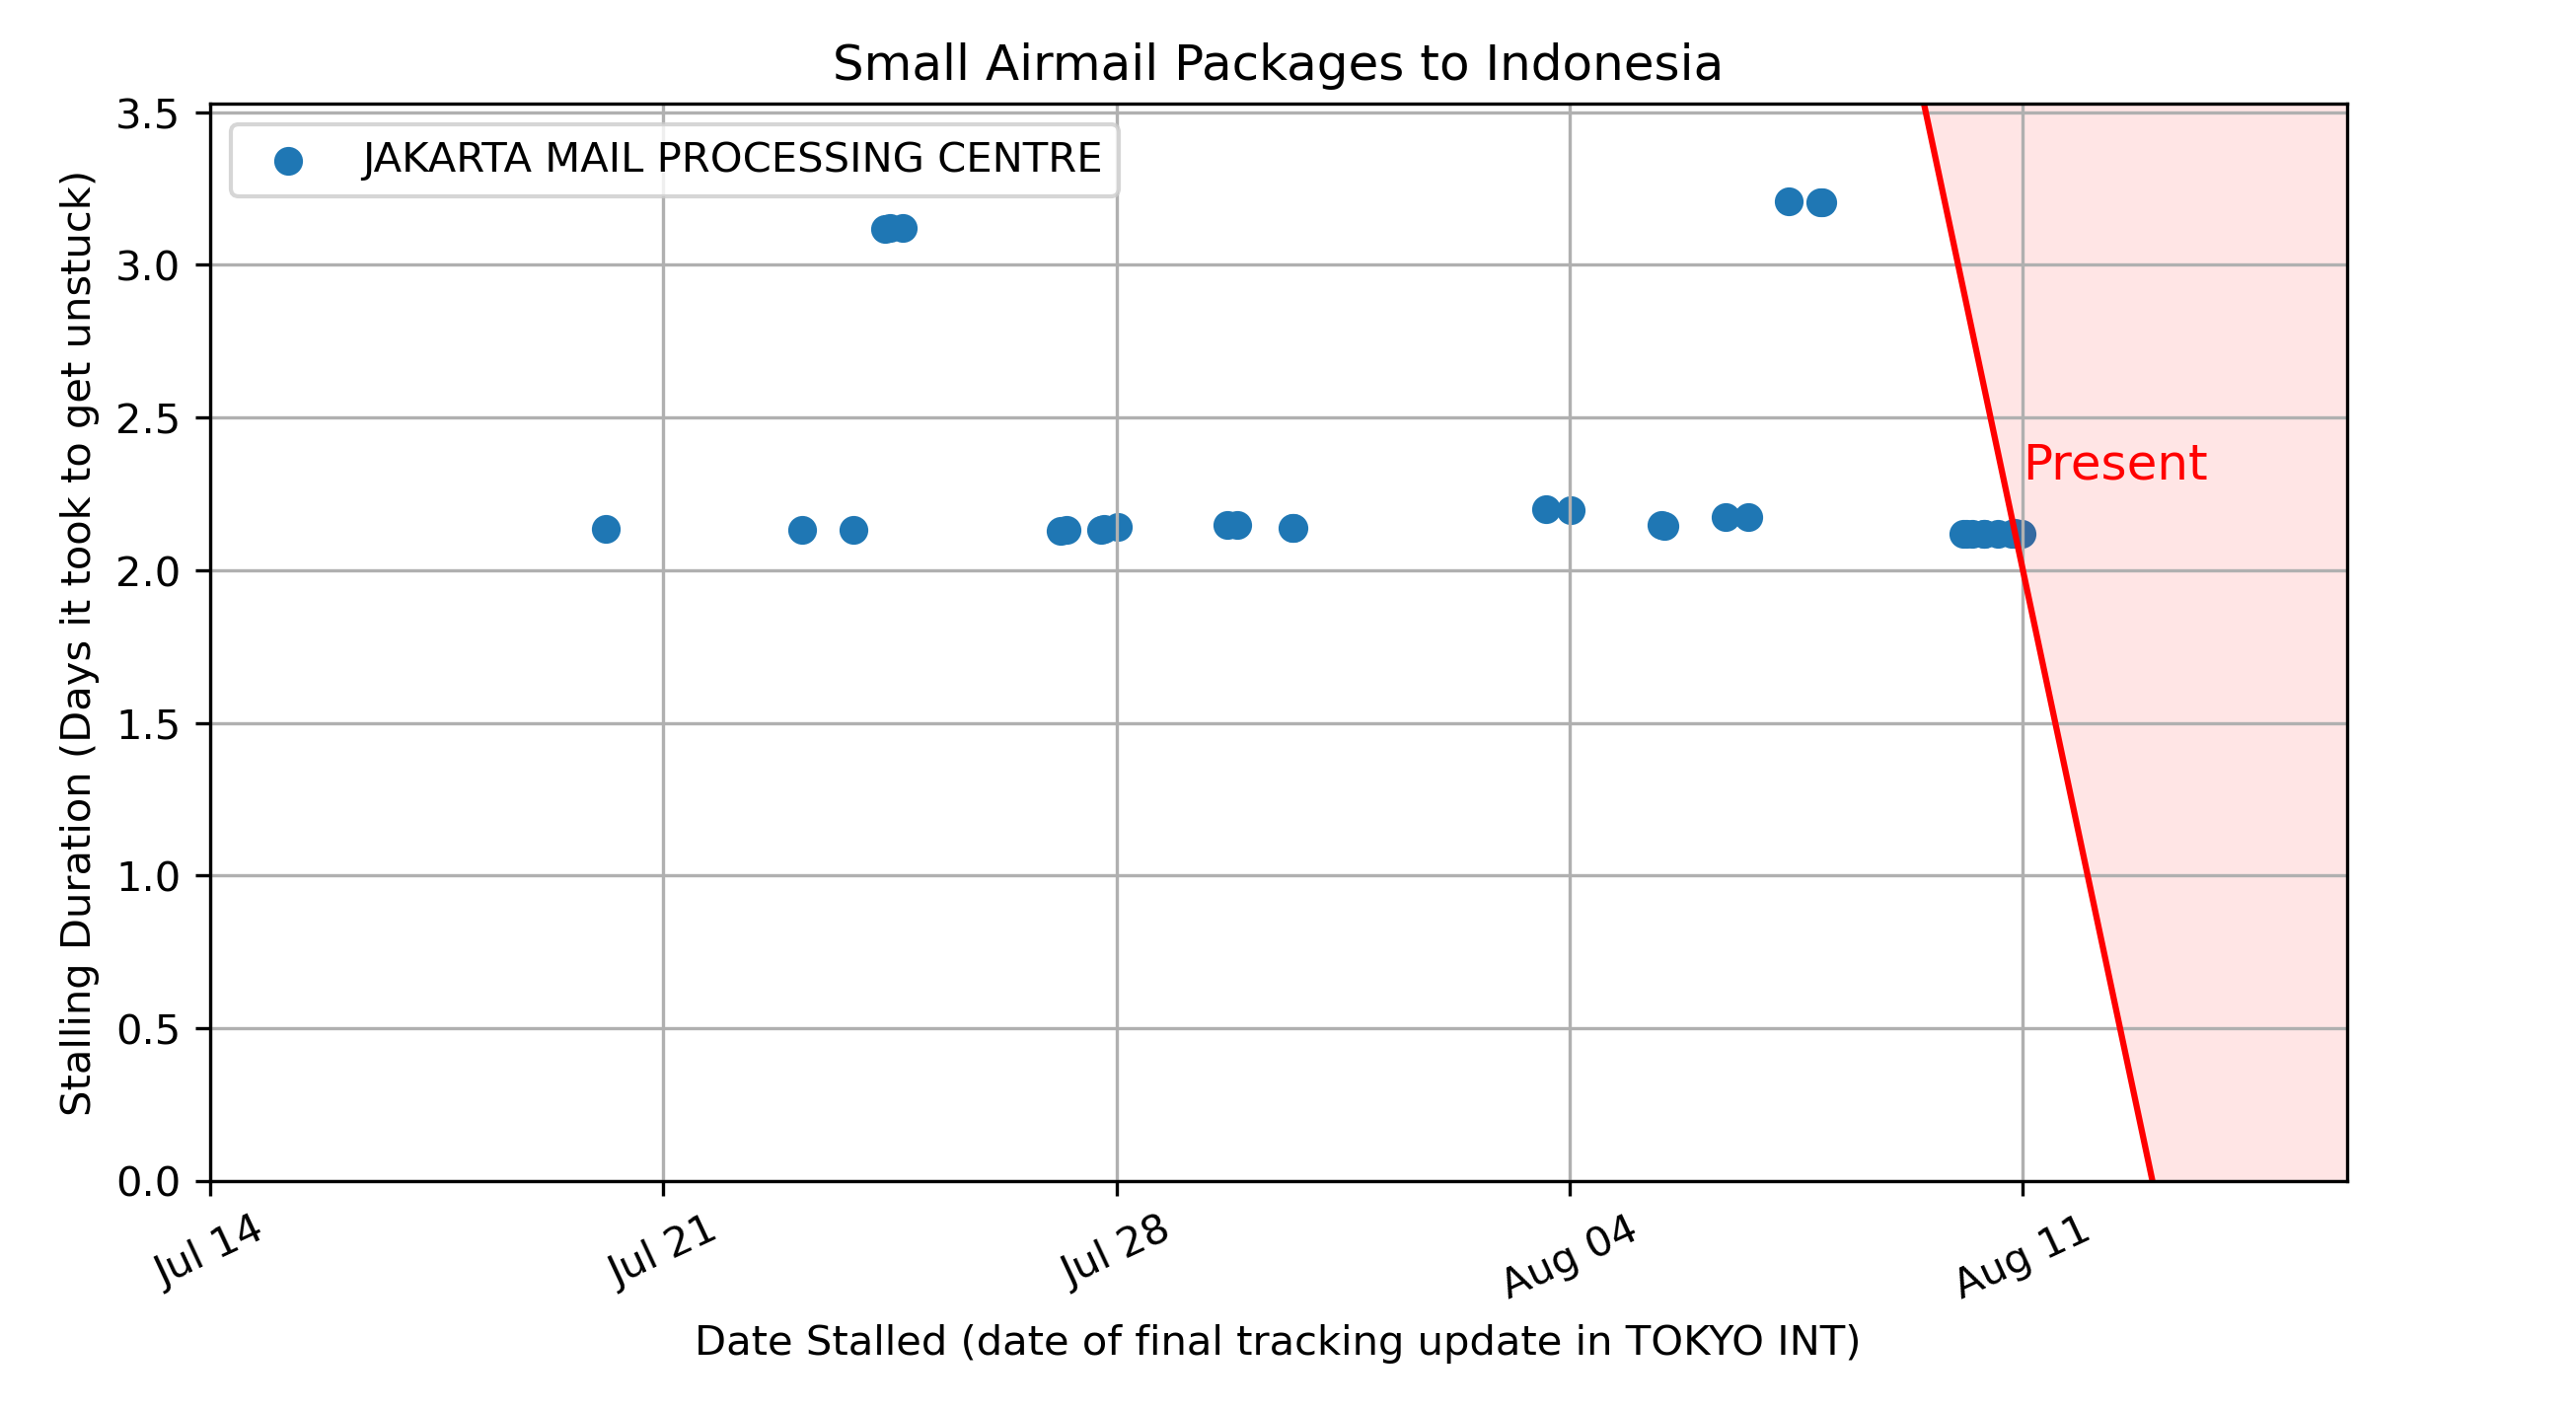 Small Airmail Packages to Indonesia
Stalling Duration (Days it took to get unstuck)
3.5
3.0
2.5
2.0
1.5
1.0
0.5
0.0
JAKARTA MAIL PROCESSING CENTRE
Present
Jul 14
Jul 21
Jul 28
Aug 04
Aug 11
Date Stalled (date of final tracking update in TOKYO INT)